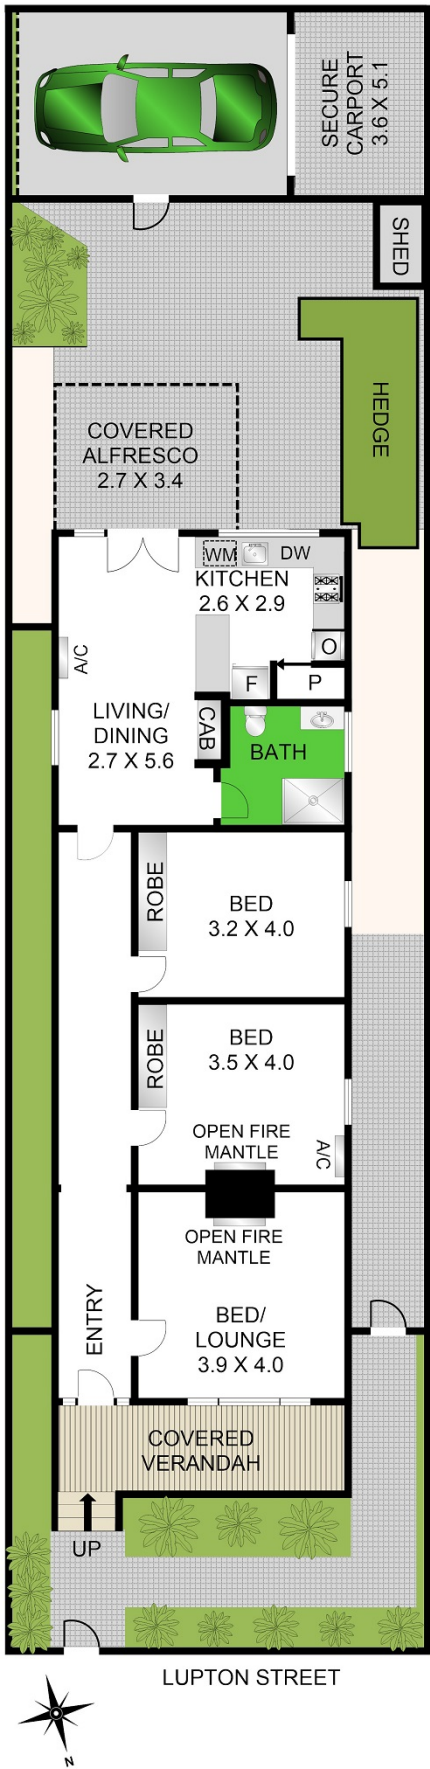 SECURE
CARPORT
3.6 X 5.1
SHED
HEDGE
COVERED
ALFRESCO
2.7 X 3.4
WM
DW
KITCHEN
2.6 X 2.9
O
A/C
F
P
LIVING/
DINING
2.7 X 5.6
CAB
BATH
ROBE
BED
3.2 X 4.0
ROBE
BED
3.5 X 4.0
OPEN FIRE
MANTLE
A/C
OPEN FIRE
MANTLE
ENTRY
BED/
LOUNGE
3.9 X 4.0
COVERED
VERANDAH
UP
LUPTON STREET
N